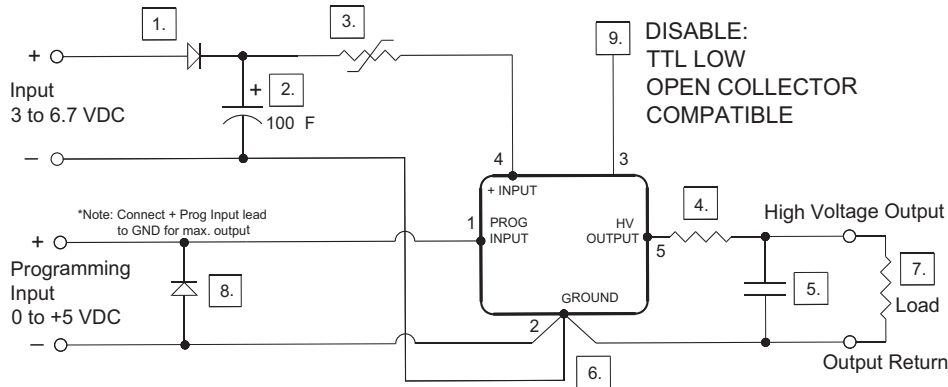 1.
3.
9.
DISABLE:
TTL LOW
OPEN COLLECTOR
COMPATIBLE
+
Input
3 to 6.7 VDC
+
2.
100 F
–
4
3
+ INPUT
*Note: Connect + Prog Input lead
to GND for max. output
1
PROG
INPUT
HV
OUTPUT
5
4.
High Voltage Output
+
Programming
Input
0 to +5 VDC
8.
5.
7.
Load
GROUND
–
2
6.
Output Return